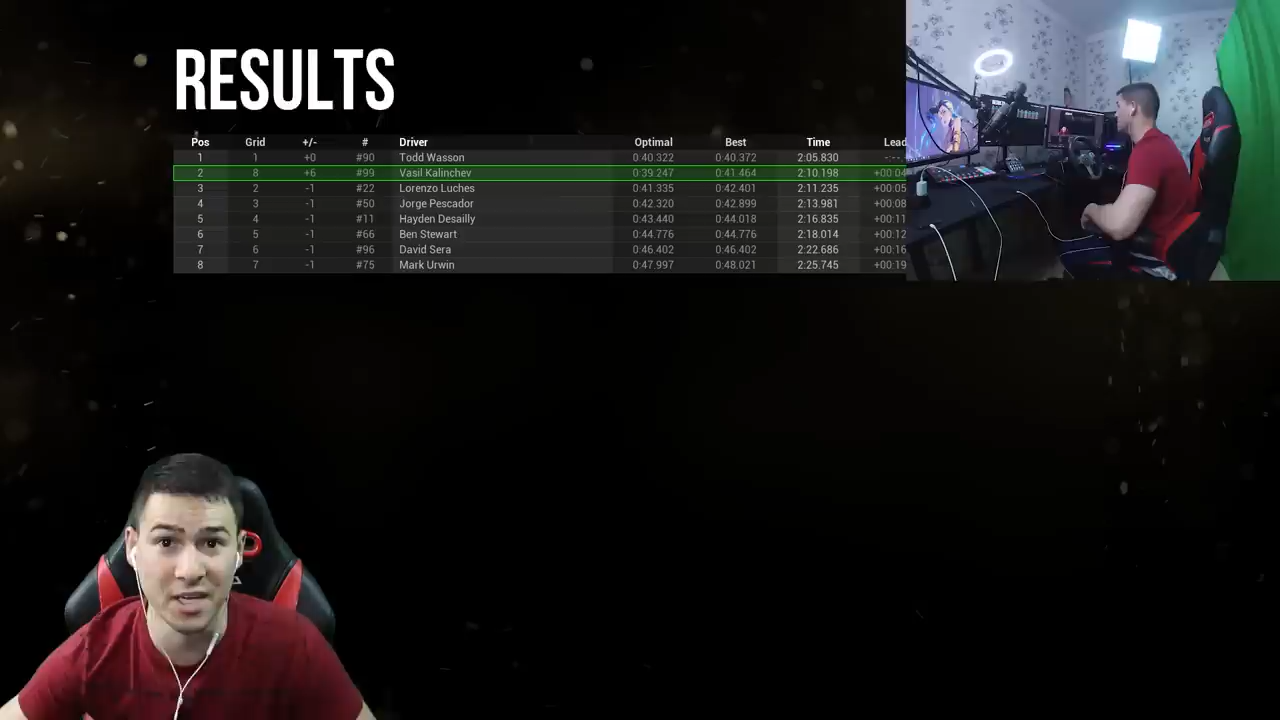 RESULTS
Pos Grid +/- # Driver Optimal Best Time Lead
1 1 +0 #90 Todd Wasson 0:40.322 0:40.372 2:05.830 -:--.
2 8 +6 #99 Vasil Kalinchev 0:39.247 0:41.464 2:10.198 +00:04
3 2 -1 #22 Lorenzo Luches 0:41.335 0:42.401 2:11.235 +00:05
4 3 -1 #50 Jorge Pescador 0:42.320 0:42.899 2:13.981 +00:08
5 4 -1 #11 Hayden Desailly 0:43.440 0:44.018 2:16.835 +00:11
6 5 -1 #66 Ben Stewart 0:44.776 0:44.776 2:18.014 +00:12
7 6 -1 #96 David Sera 0:46.402 0:46.402 2:22.686 +00:16
8 7 -1 #75 Mark Urwin 0:47.997 0:48.021 2:25.745 +00:19